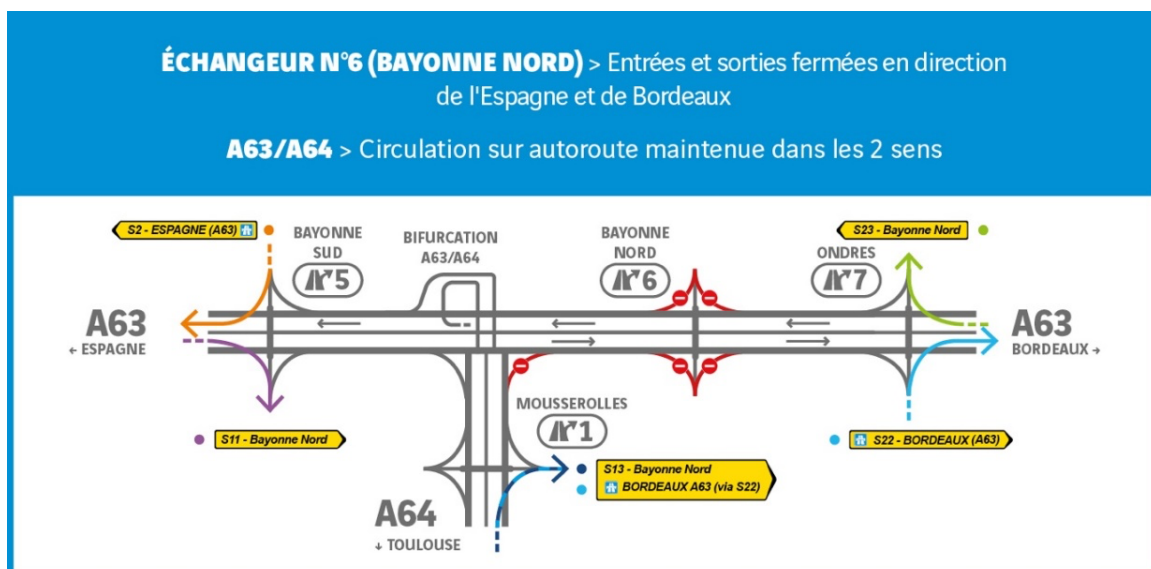 ÉCHANGEUR N°6 (BAYONNE NORD) > Entrées et sorties fermées en direction
de l'Espagne et de Bordeaux
A63/A64 > Circulation sur autoroute maintenue dans les 2 sens
S2 - ESPAGNE (A63)
BAYONNE
SUD
5
BIFURCATION
A63/A64
BAYONNE
NORD
6
S23 - Bayonne Nord
ONDRES
7
A63
← ESPAGNE
A63
BORDEAUX →
S11 - Bayonne Nord
MOUSSEROLLES
1
S22 - BORDEAUX (A63)
S13 - Bayonne Nord
BORDEAUX A63 (via S22)
A64
↓ TOULOUSE